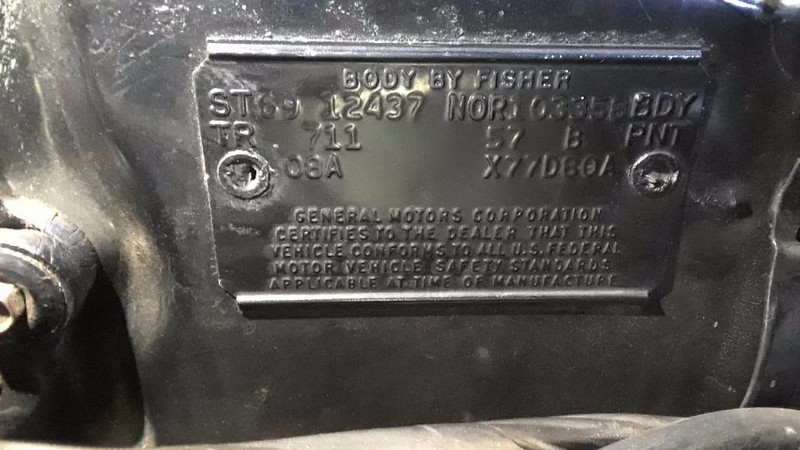 BODY BY FISHER
ST69 12437 NOR103358 BDY
TR 711 57 B PNT
08A X77D80A
GENERAL MOTORS CORPORATION
CERTIFIES TO THE DEALER THAT THIS
VEHICLE CONFORMS TO ALL U.S. FEDERAL
MOTOR VEHICLE SAFETY STANDARDS
APPLICABLE AT TIME OF MANUFACTURE